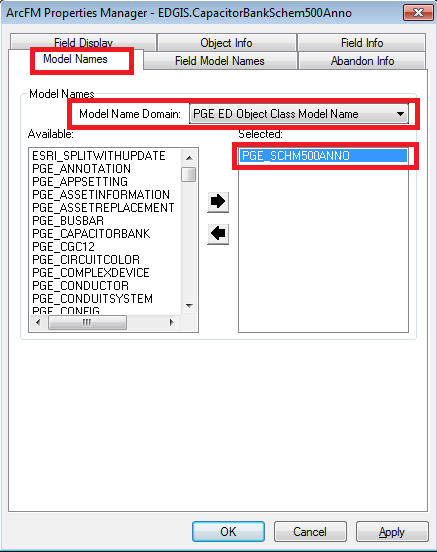 ArcFM Properties Manager - EDGIS.CapacitorBankSchem500Anno
Field Display Object Info Field Info
Model Names Field Model Names Abandon Info
Model Names
Model Name Domain: PGE ED Object Class Model Name
Available: Selected:
ESRI_SPLITWITHUPDATE
PGE_ANNOTATION
PGE_APPSETTING
PGE_ASSETINFORMATION
PGE_ASSETREPLACEMENT
PGE_BUSBAR
PGE_CAPACITORBANK
PGE_CGC12
PGE_CIRCUITCOLOR
PGE_COMPLEXDEVICE
PGE_CONDUCTOR
PGE_CONDUITSYSTEM
PGE_CONFIG
PGE_SCHM500ANNO
OK Cancel Apply